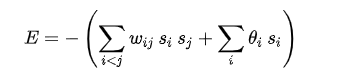 E = −(∑_{i<j} w_{ij} s_i s_j + ∑_i θ_i s_i)